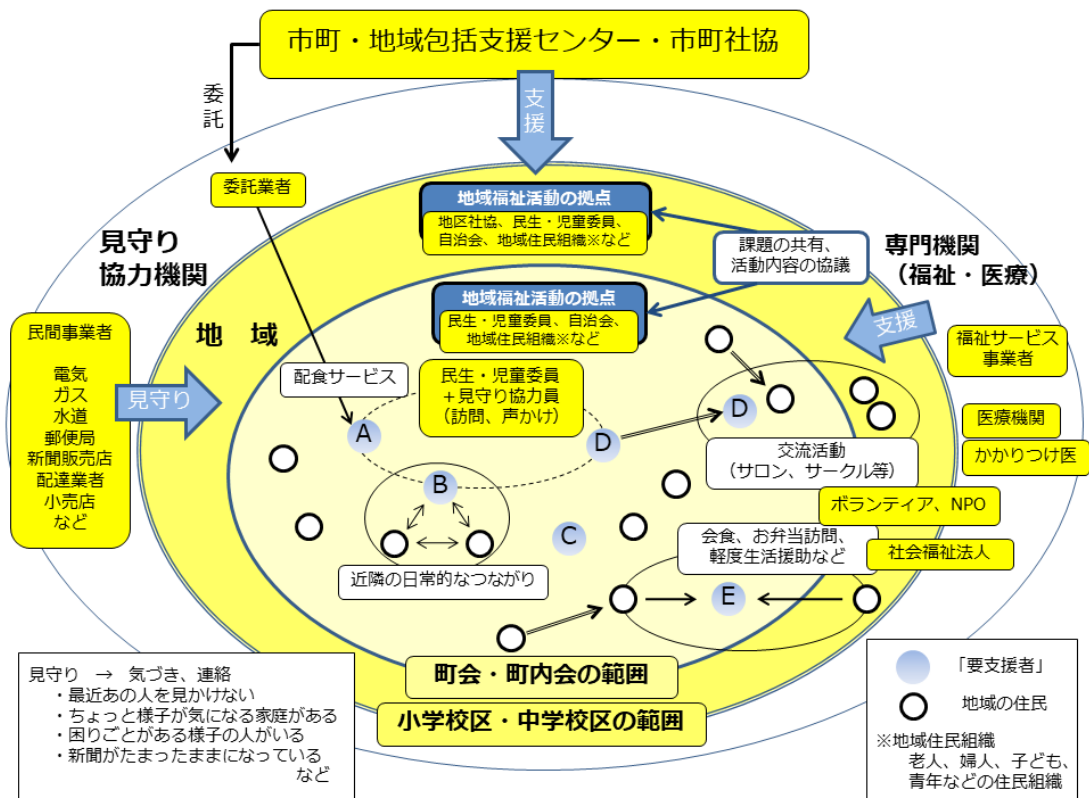 市町・地域包括支援センター・市町社協
委託
支援
委託業者
地域福祉活動の拠点
地区社協、民生・児童委員、
自治会、地域住民組織※など
見守り
協力機関
課題の共有、
活動内容の協議
専門機関
（福祉・医療）
地域福祉活動の拠点
民生・児童委員、自治会、
地域住民組織※など
民間事業者
電気
ガス
水道
郵便局
新聞販売店
配達業者
小売店
など
地　域
支援
福祉サービス
事業者
配食サービス
民生・児童委員
＋見守り協力員
（訪問、声かけ）
見守り
A
D
D
医療機関
かかりつけ医
交流活動
（サロン、サークル等）
B
ボランティア、NPO
C
会食、お弁当訪問、
軽度生活援助など
社会福祉法人
近隣の日常的なつながり
E
町会・町内会の範囲
小学校区・中学校区の範囲
見守り　→　気づき、連絡
・最近あの人を見かけない
・ちょっと様子が気になる家庭がある
・困りごとがある様子の人がいる
・新聞がたまったままになっている
など
「要支援者」
地域の住民
※地域住民組織
老人、婦人、子ども、
青年などの住民組織